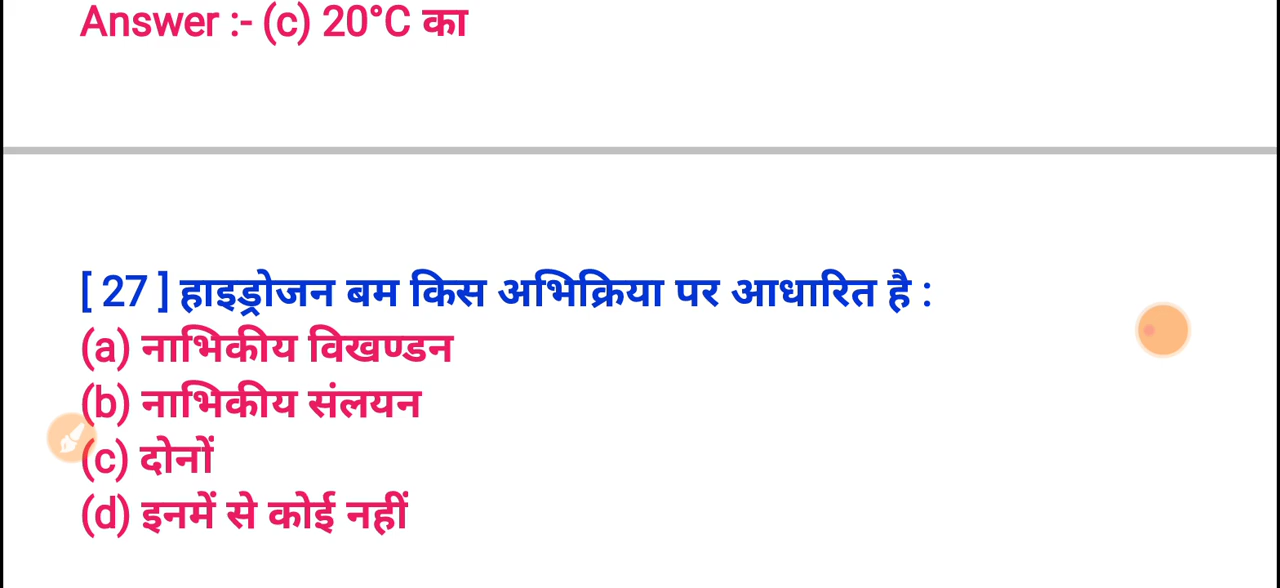 Answer :- (c) 20°C का
[ 27 ] हाइड्रोजन बम किस अभिक्रिया पर आधारित है :
(a) नाभिकीय विखण्डन
(b) नाभिकीय संलयन
(c) दोनों
(d) इनमें से कोई नहीं